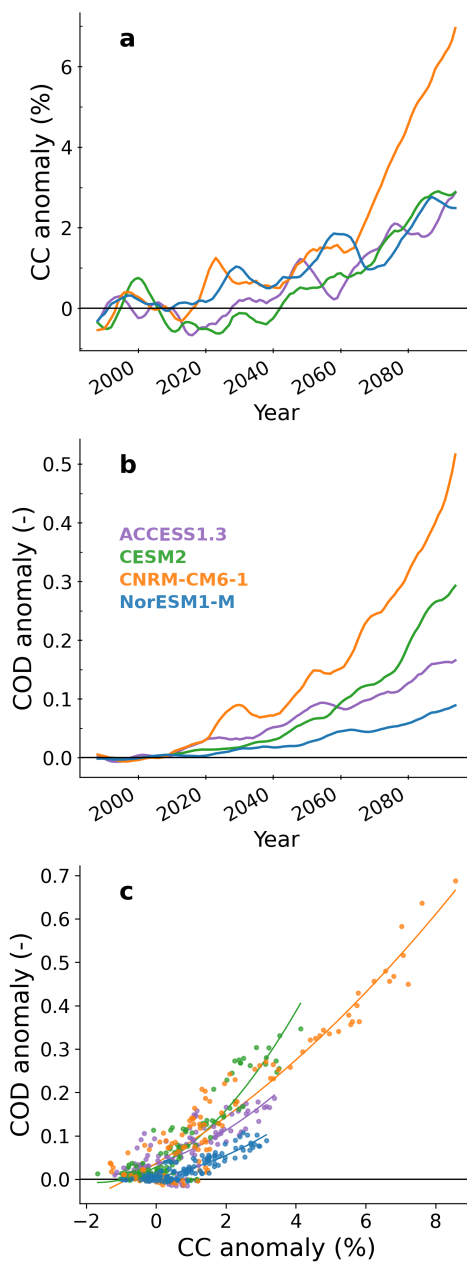 a
CC anomaly (%)
6
4
2
0
2000 2020 2040 2060 2080
Year
b
COD anomaly (-)
0.5
0.4
0.3
0.2
0.1
0.0
ACCESS1.3
CESM2
CNRM-CM6-1
NorESM1-M
2000 2020 2040 2060 2080
Year
c
COD anomaly (-)
0.7
0.6
0.5
0.4
0.3
0.2
0.1
0.0
−2 0 2 4 6 8
CC anomaly (%)